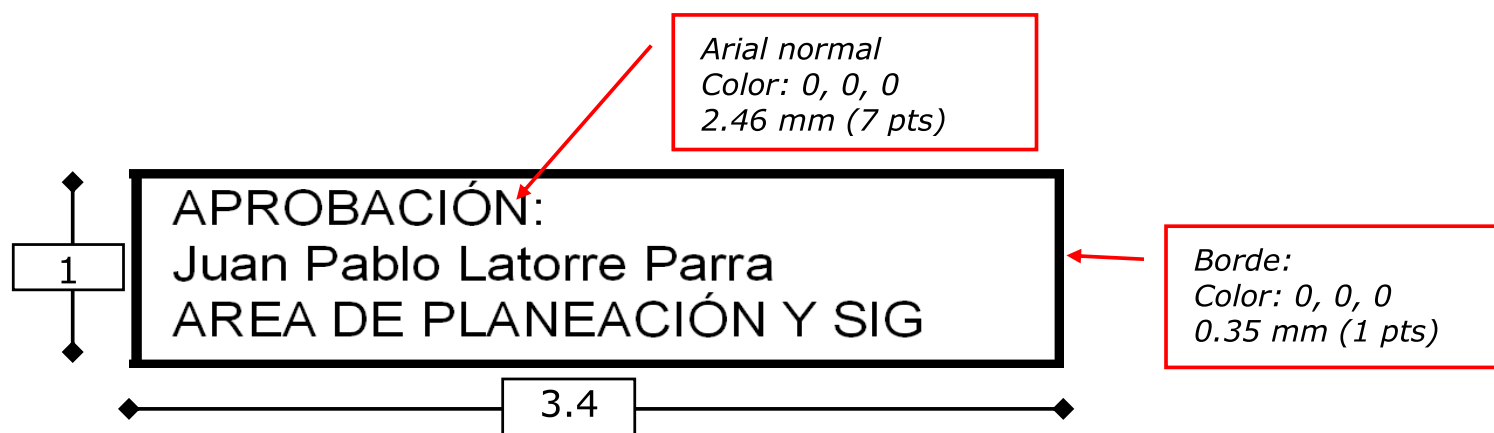 Arial normal
Color: 0, 0, 0
2.46 mm (7 pts)
APROBACIÓN:
Juan Pablo Latorre Parra
AREA DE PLANEACIÓN Y SIG
1
Borde:
Color: 0, 0, 0
0.35 mm (1 pts)
3.4